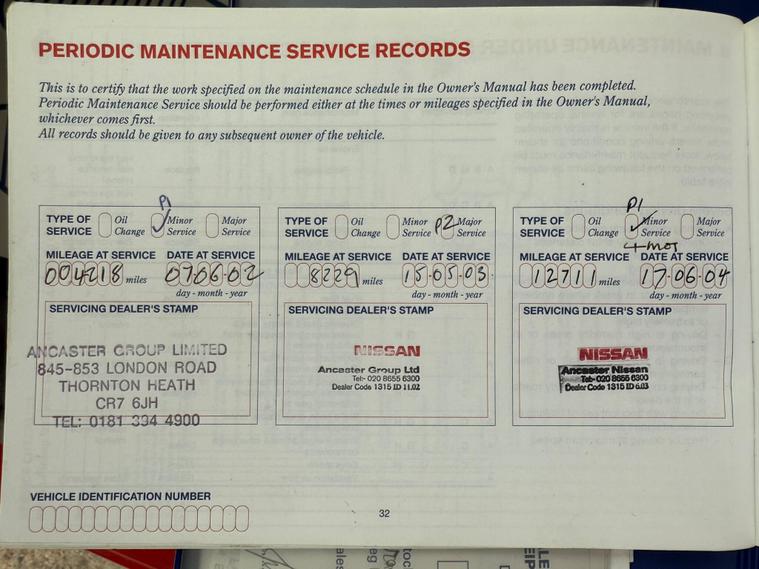 PERIODIC MAINTENANCE SERVICE RECORDS
This is to certify that the work specified on the maintenance schedule in the Owner's Manual has been completed.
Periodic Maintenance Service should be performed either at the times or mileages specified in the Owner's Manual,
whichever comes first.
All records should be given to any subsequent owner of the vehicle.
P1
TYPE OF SERVICE Oil Change ✓ Minor Service Major Service
MILEAGE AT SERVICE DATE AT SERVICE
004218 miles 07.06.02
day - month - year
SERVICING DEALER'S STAMP
ANCASTER GROUP LIMITED
845-853 LONDON ROAD
THORNTON HEATH
CR7 6JH
TEL: 0181 394 4900
TYPE OF SERVICE Oil Change Minor Service P2 Major Service
MILEAGE AT SERVICE DATE AT SERVICE
8229 miles 15.05.03
day - month - year
SERVICING DEALER'S STAMP
NISSAN
Ancaster Group Ltd
Tel:- 020 8655 6300
Dealer Code 1315 ID 11.02
P1
TYPE OF SERVICE Oil Change ✓ Minor Service Major Service
+ MOT
MILEAGE AT SERVICE DATE AT SERVICE
12711 miles 17.06.04
day - month - year
SERVICING DEALER'S STAMP
NISSAN
Ancaster Nissan
Tel:- 020 8655 6300
Dealer Code 1315 ID 6.03
VEHICLE IDENTIFICATION NUMBER
32